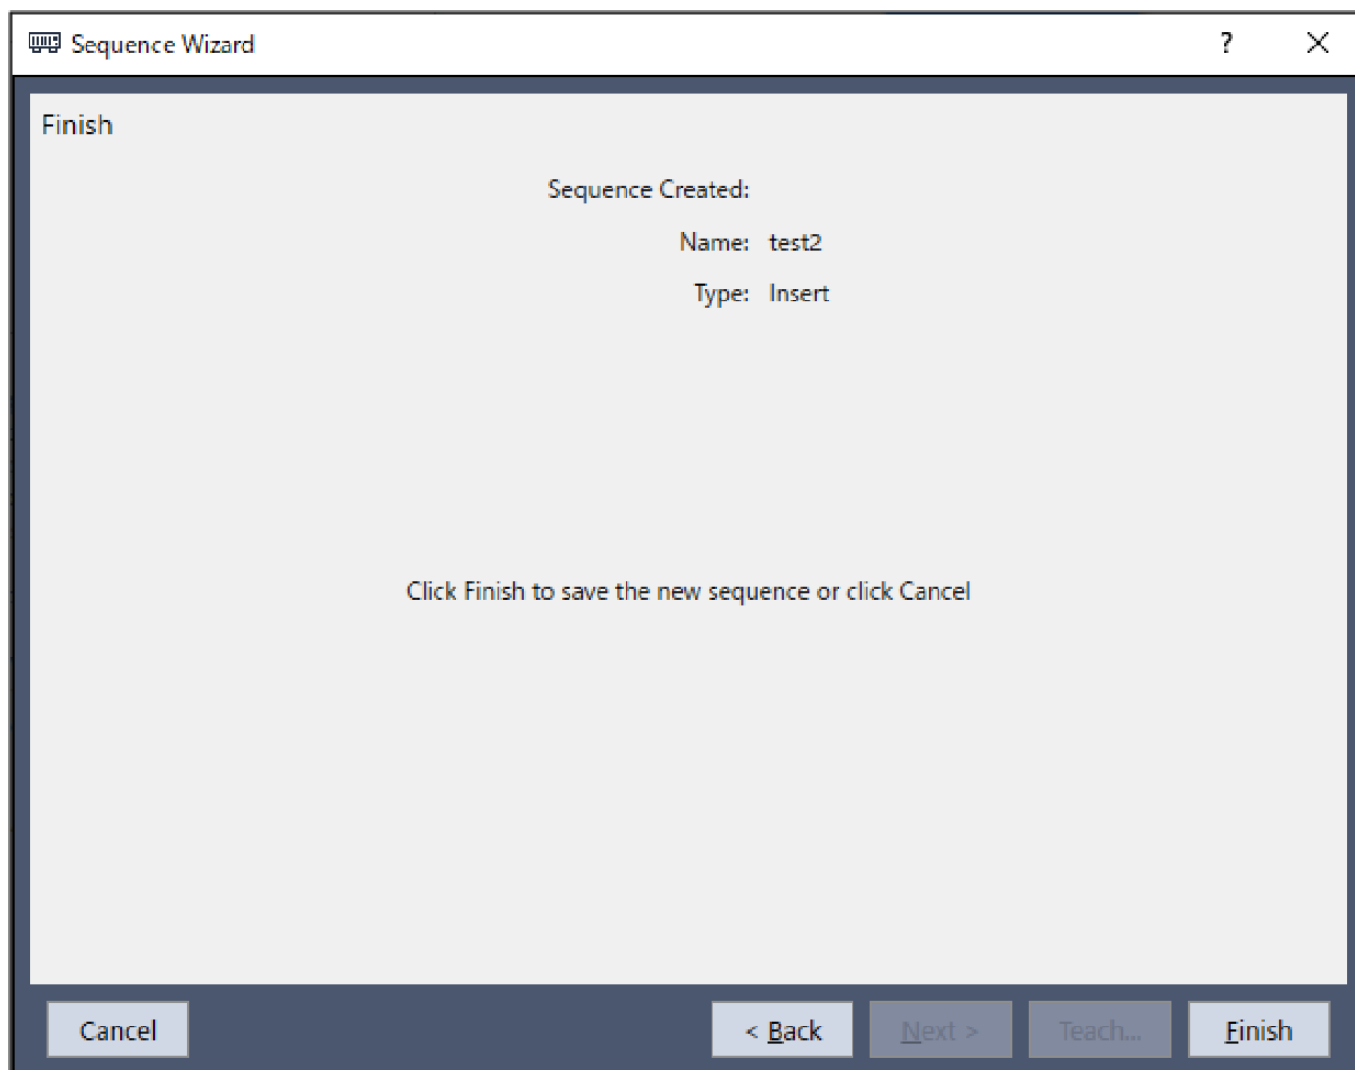 Sequence Wizard
?
Finish
Sequence Created:
Name: test2
Type: Insert
Click Finish to save the new sequence or click Cancel
Cancel
< Back
Next >
Teach...
Finish